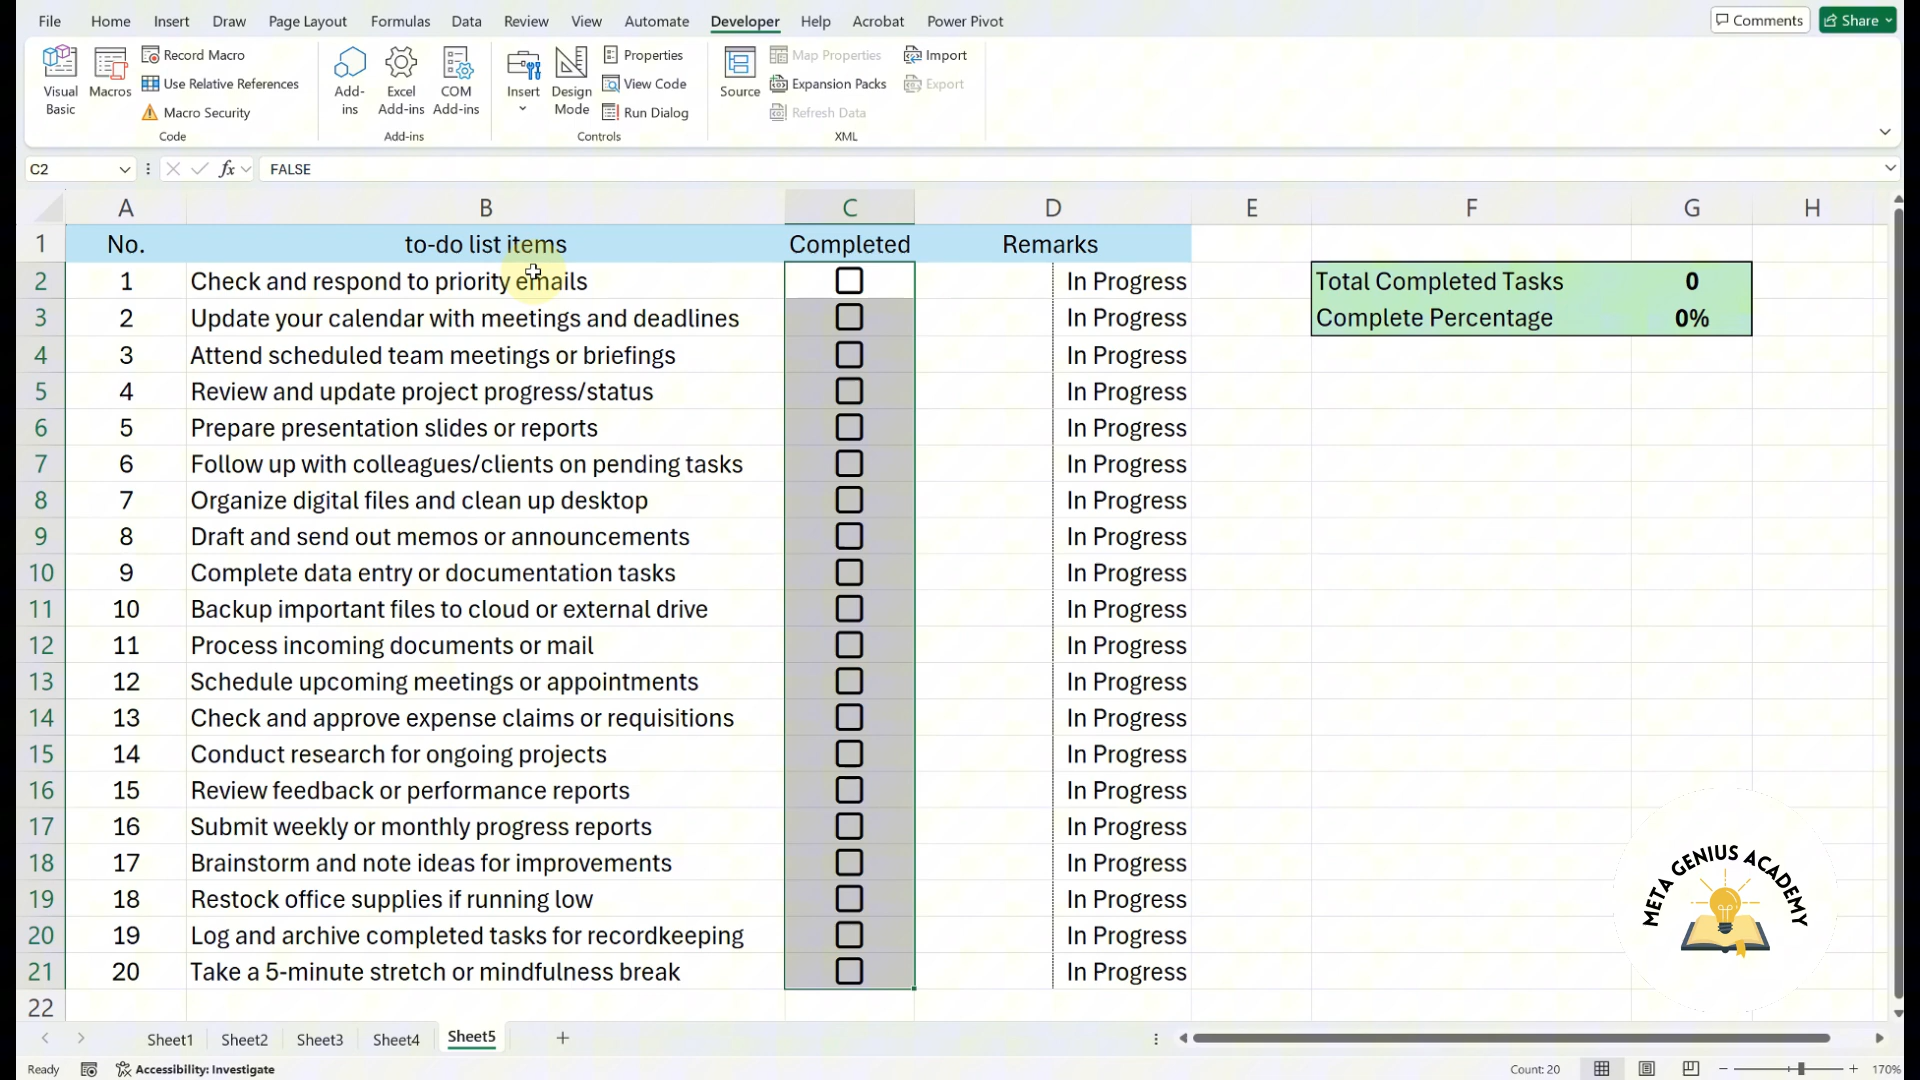 File Home Insert Draw Page Layout Formulas Data Review View Automate Developer Help Acrobat Power Pivot Comments Share
Visual Basic
Macros
Record Macro
Use Relative References
Macro Security
Code
Add-ins
Excel Add-ins
COM Add-ins
Add-ins
Insert
Design Mode
Properties
View Code
Run Dialog
Controls
Source
Map Properties
Expansion Packs
Refresh Data
Import
Export
XML
C2 fx FALSE
A B C D E F G H
1 No. to-do list items Completed Remarks
2 1 Check and respond to priority emails In Progress Total Completed Tasks 0
3 2 Update your calendar with meetings and deadlines In Progress Complete Percentage 0%
4 3 Attend scheduled team meetings or briefings In Progress
5 4 Review and update project progress/status In Progress
6 5 Prepare presentation slides or reports In Progress
7 6 Follow up with colleagues/clients on pending tasks In Progress
8 7 Organize digital files and clean up desktop In Progress
9 8 Draft and send out memos or announcements In Progress
10 9 Complete data entry or documentation tasks In Progress
11 10 Backup important files to cloud or external drive In Progress
12 11 Process incoming documents or mail In Progress
13 12 Schedule upcoming meetings or appointments In Progress
14 13 Check and approve expense claims or requisitions In Progress
15 14 Conduct research for ongoing projects In Progress
16 15 Review feedback or performance reports In Progress
17 16 Submit weekly or monthly progress reports In Progress
18 17 Brainstorm and note ideas for improvements In Progress
19 18 Restock office supplies if running low In Progress
20 19 Log and archive completed tasks for recordkeeping In Progress
21 20 Take a 5-minute stretch or mindfulness break In Progress
22
META GENIUS ACADEMY
Sheet1 Sheet2 Sheet3 Sheet4 Sheet5
Ready Accessibility: Investigate Count: 20 170%